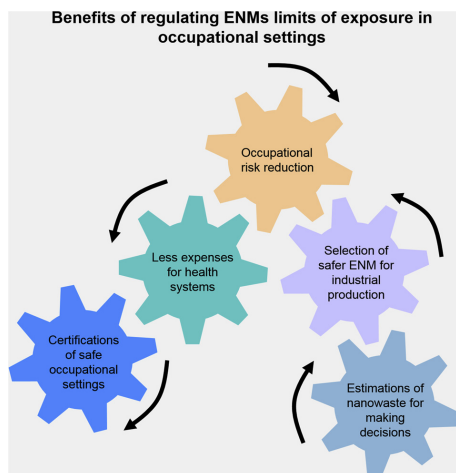 Benefits of regulating ENMs limits of exposure in
occupational settings
Occupational
risk reduction
Less expenses
for health
systems
Selection of
safer ENM for
industrial
production
Certifications
of safe
occupational
settings
Estimations of
nanowaste for
making
decisions